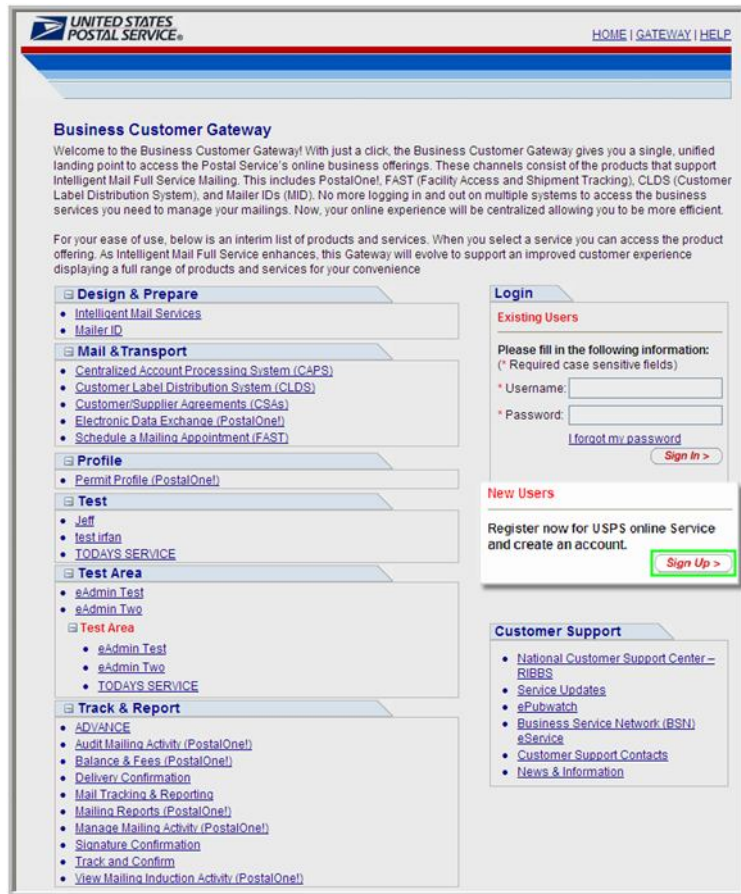 UNITED STATES
POSTAL SERVICE®
HOME | GATEWAY | HELP
Business Customer Gateway
Welcome to the Business Customer Gateway! With just a click, the Business Customer Gateway gives you a single, unified
landing point to access the Postal Service's online business offerings. These channels consist of the products that support
Intelligent Mail Full Service Mailing. This includes PostalOne!, FAST (Facility Access and Shipment Tracking), CLDS (Customer
Label Distribution System), and Mailer IDs (MID). No more logging in and out on multiple systems to access the business
services you need to manage your mailings. Now, your online experience will be centralized allowing you to be more efficient.
For your ease of use, below is an interim list of products and services. When you select a service you can access the product
offering. As Intelligent Mail Full Service enhances, this Gateway will evolve to support an improved customer experience
displaying a full range of products and services for your convenience
Design & Prepare
• Intelligent Mail Services
• Mailer ID
Mail &Transport
• Centralized Account Processing System (CAPS)
• Customer Label Distribution System (CLDS)
• Customer/Supplier Agreements (CSAs)
• Electronic Data Exchange (PostalOne!)
• Schedule a Mailing Appointment (FAST)
Profile
• Permit Profile (PostalOne!)
Test
• Jeff
• test irfan
• TODAYS SERVICE
Test Area
• eAdmin Test
• eAdmin Two
Test Area
• eAdmin Test
• eAdmin Two
• TODAYS SERVICE
Track & Report
• ADVANCE
• Audit Mailing Activity (PostalOne!)
• Balance & Fees (PostalOne!)
• Delivery Confirmation
• Mail Tracking & Reporting
• Mailing Reports (PostalOne!)
• Manage Mailing Activity (PostalOne!)
• Signature Confirmation
• Track and Confirm
• View Mailing Induction Activity (PostalOne!)
Login
Existing Users
Please fill in the following information:
(* Required case sensitive fields)
* Username:
* Password:
I forgot my password
Sign In >
New Users
Register now for USPS online Service
and create an account.
Sign Up >
Customer Support
• National Customer Support Center –
RIBBS
• Service Updates
• ePubwatch
• Business Service Network (BSN)
eService
• Customer Support Contacts
• News & Information